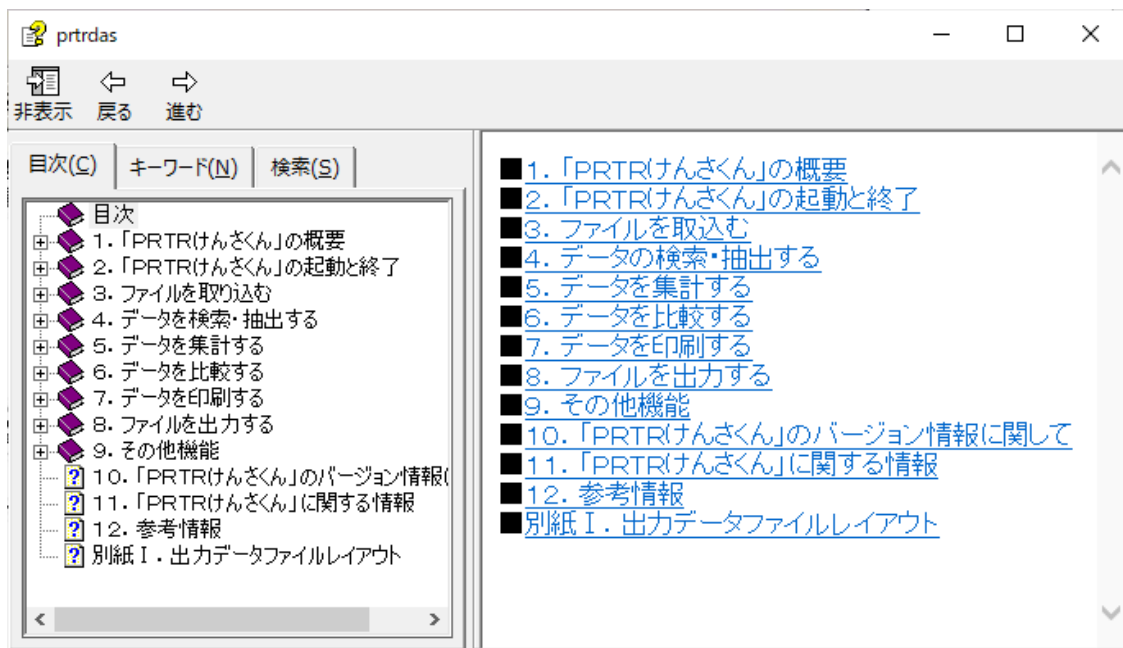 prtrdas
非表示 戻る 進む
目次(C) キーワード(N) 検索(S)
目次
1. 「PRTRけんさくん」の概要
2. 「PRTRけんさくん」の起動と終了
3. ファイルを取り込む
4. データを検索・抽出する
5. データを集計する
6. データを比較する
7. データを印刷する
8. ファイルを出力する
9. その他機能
10. 「PRTRけんさくん」のバージョン情報(
11. 「PRTRけんさくん」に関する情報
12. 参考情報
別紙Ⅰ. 出力データファイルレイアウト
■1. 「PRTRけんさくん」の概要
■2. 「PRTRけんさくん」の起動と終了
■3. ファイルを取込む
■4. データの検索・抽出する
■5. データを集計する
■6. データを比較する
■7. データを印刷する
■8. ファイルを出力する
■9. その他機能
■10. 「PRTRけんさくん」のバージョン情報に関して
■11. 「PRTRけんさくん」に関する情報
■12. 参考情報
■別紙Ⅰ. 出力データファイルレイアウト